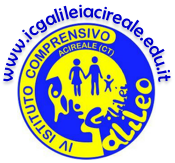 www.icgalileiacireale.edu.it
IV ISTITUTO COMPRENSIVO
ACIREALE (CT)
Galilei
Galileo